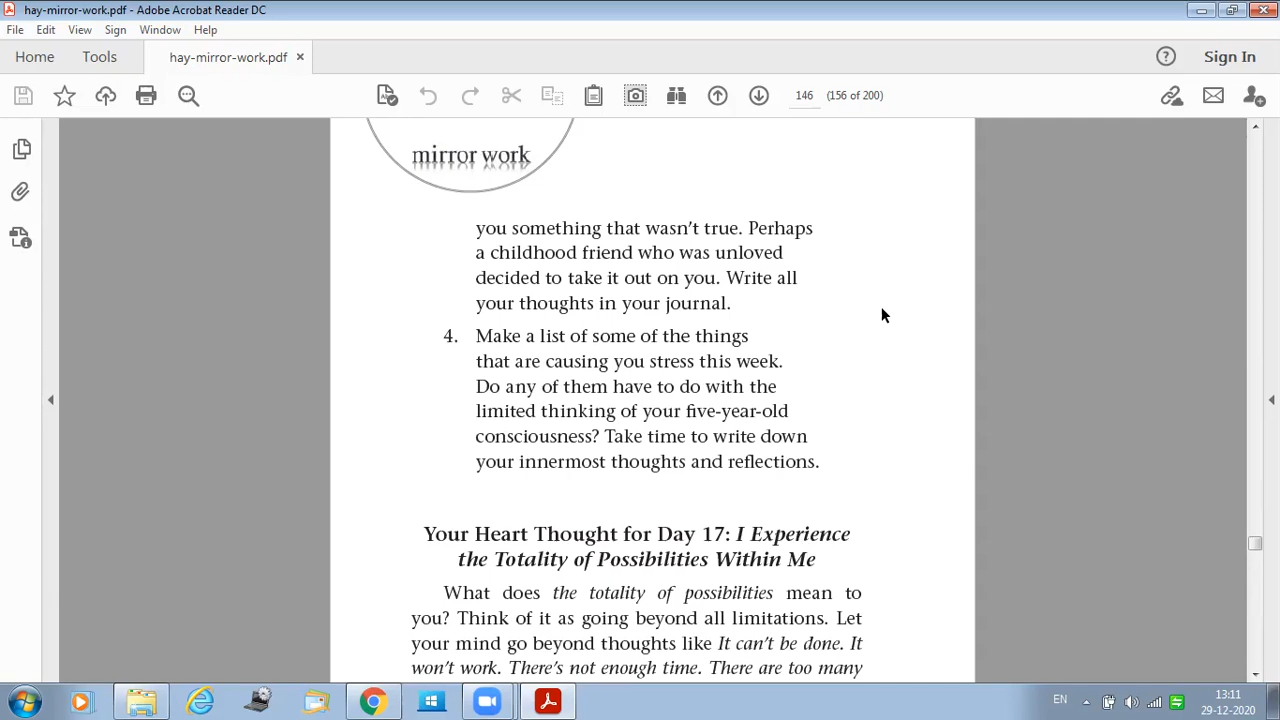 hay-mirror-work.pdf - Adobe Acrobat Reader DC
File Edit View Sign Window Help
Home Tools hay-mirror-work.pdf × Sign In
146 (156 of 200)
mirror work
you something that wasn't true. Perhaps
a childhood friend who was unloved
decided to take it out on you. Write all
your thoughts in your journal.
4. Make a list of some of the things
that are causing you stress this week.
Do any of them have to do with the
limited thinking of your five-year-old
consciousness? Take time to write down
your innermost thoughts and reflections.
Your Heart Thought for Day 17: I Experience
the Totality of Possibilities Within Me
What does the totality of possibilities mean to
you? Think of it as going beyond all limitations. Let
your mind go beyond thoughts like It can't be done. It
won't work. There's not enough time. There are too many
EN 13:11
29-12-2020